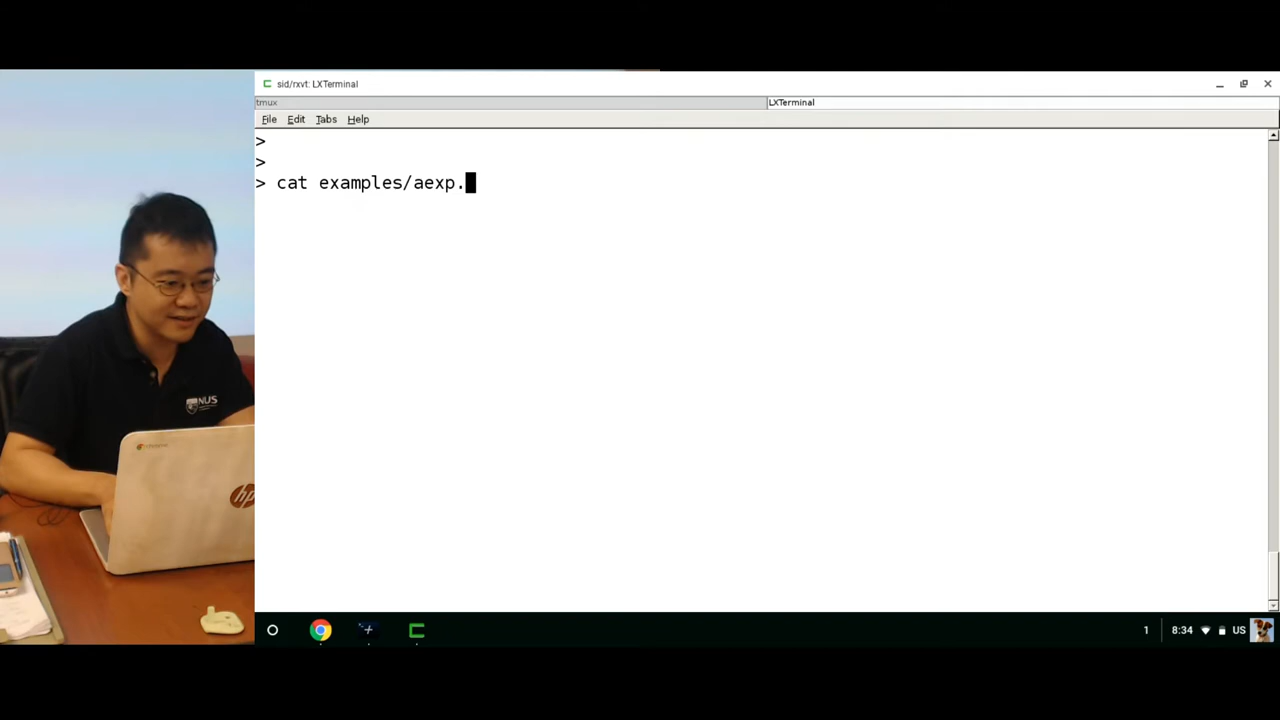 sid/rxvt: LXTerminal
tmux
LXTerminal
File Edit Tabs Help
>
>
> cat examples/aexp.
NUS
hp
1
8:34
US